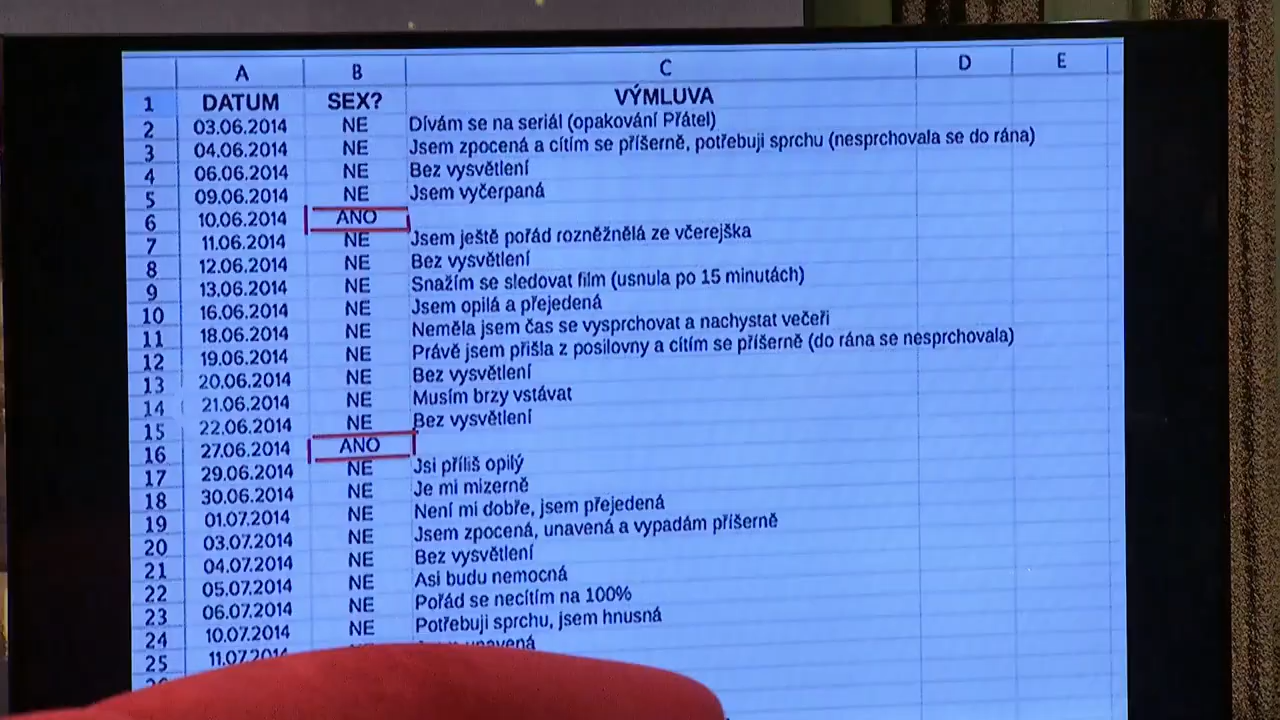 A B C D E
1 DATUM SEX? VÝMLUVA
2 03.06.2014 NE Dívám se na seriál (opakování Přátel)
3 04.06.2014 NE Jsem zpocená a cítím se příšerně, potřebuji sprchu (nesprchovala se do rána)
4 06.06.2014 NE Bez vysvětlení
5 09.06.2014 NE Jsem vyčerpaná
6 10.06.2014 ANO
7 11.06.2014 NE Jsem ještě pořád rozněžnělá ze včerejška
8 12.06.2014 NE Bez vysvětlení
9 13.06.2014 NE Snažím se sledovat film (usnula po 15 minutách)
10 16.06.2014 NE Jsem opilá a přejedená
11 18.06.2014 NE Neměla jsem čas se vysprchovat a nachystat večeři
12 19.06.2014 NE Právě jsem přišla z posilovny a cítím se příšerně (do rána se nesprchovala)
13 20.06.2014 NE Bez vysvětlení
14 21.06.2014 NE Musím brzy vstávat
15 22.06.2014 NE Bez vysvětlení
16 27.06.2014 ANO
17 29.06.2014 NE Jsi příliš opilý
18 30.06.2014 NE Je mi mizerně
19 01.07.2014 NE Není mi dobře, jsem přejedená
20 03.07.2014 NE Jsem zpocená, unavená a vypadám příšerně
21 04.07.2014 NE Bez vysvětlení
22 05.07.2014 NE Asi budu nemocná
23 06.07.2014 NE Pořád se necítím na 100%
24 10.07.2014 NE Potřebuji sprchu, jsem hnusná
25 11.07.2014 unavená